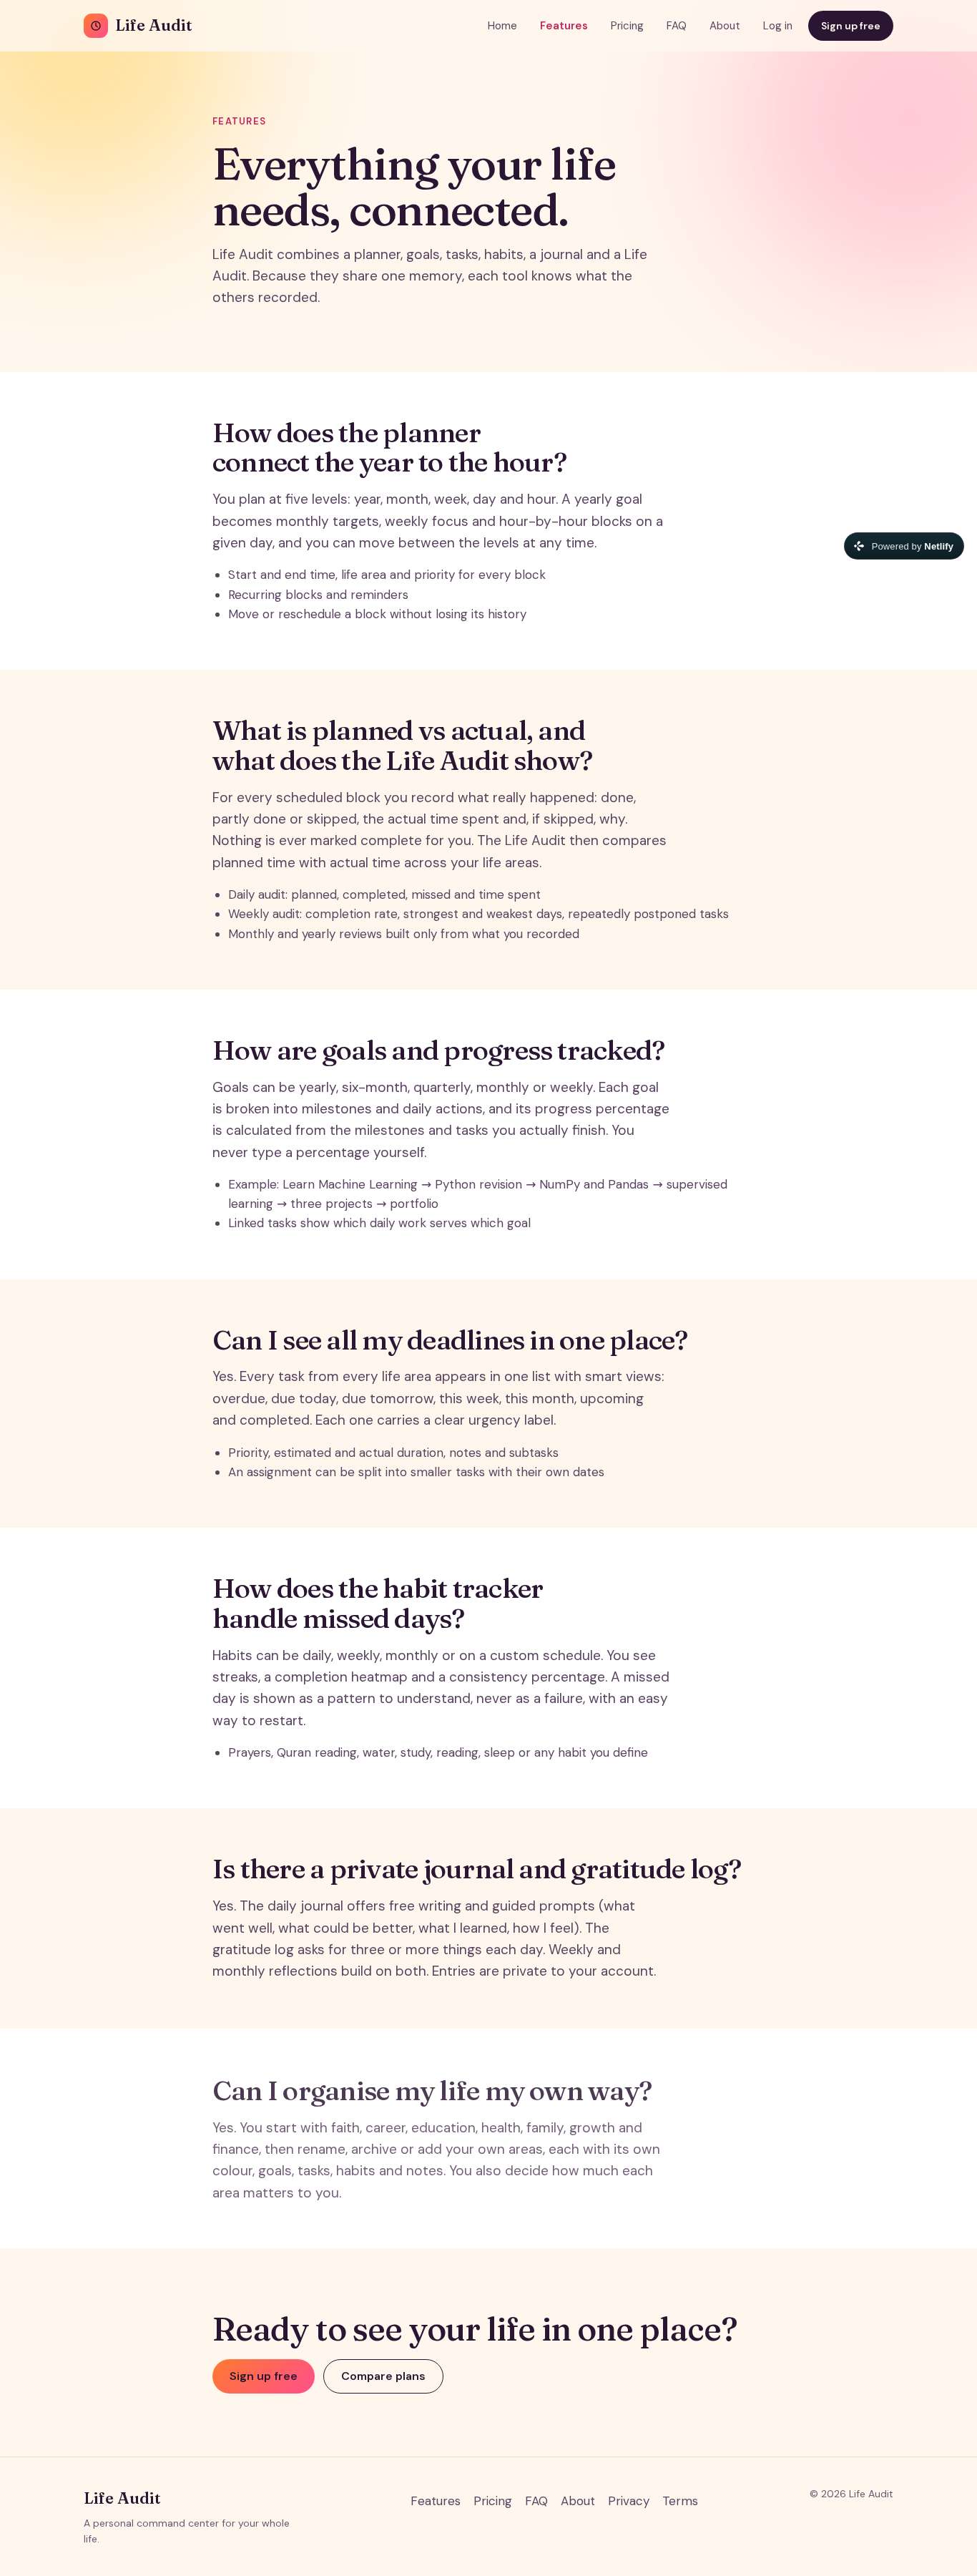 Life Audit
Home Features Pricing FAQ About Log in Sign up free
FEATURES
Everything your life
needs, connected.
Life Audit combines a planner, goals, tasks, habits, a journal and a Life
Audit. Because they share one memory, each tool knows what the
others recorded.
How does the planner
connect the year to the hour?
You plan at five levels: year, month, week, day and hour. A yearly goal
becomes monthly targets, weekly focus and hour-by-hour blocks on a
given day, and you can move between the levels at any time.
Powered by Netlify
• Start and end time, life area and priority for every block
• Recurring blocks and reminders
• Move or reschedule a block without losing its history
What is planned vs actual, and
what does the Life Audit show?
For every scheduled block you record what really happened: done,
partly done or skipped, the actual time spent and, if skipped, why.
Nothing is ever marked complete for you. The Life Audit then compares
planned time with actual time across your life areas.
• Daily audit: planned, completed, missed and time spent
• Weekly audit: completion rate, strongest and weakest days, repeatedly postponed tasks
• Monthly and yearly reviews built only from what you recorded
How are goals and progress tracked?
Goals can be yearly, six-month, quarterly, monthly or weekly. Each goal
is broken into milestones and daily actions, and its progress percentage
is calculated from the milestones and tasks you actually finish. You
never type a percentage yourself.
• Example: Learn Machine Learning → Python revision → NumPy and Pandas → supervised
learning → three projects → portfolio
• Linked tasks show which daily work serves which goal
Can I see all my deadlines in one place?
Yes. Every task from every life area appears in one list with smart views:
overdue, due today, due tomorrow, this week, this month, upcoming
and completed. Each one carries a clear urgency label.
• Priority, estimated and actual duration, notes and subtasks
• An assignment can be split into smaller tasks with their own dates
How does the habit tracker
handle missed days?
Habits can be daily, weekly, monthly or on a custom schedule. You see
streaks, a completion heatmap and a consistency percentage. A missed
day is shown as a pattern to understand, never as a failure, with an easy
way to restart.
• Prayers, Quran reading, water, study, reading, sleep or any habit you define
Is there a private journal and gratitude log?
Yes. The daily journal offers free writing and guided prompts (what
went well, what could be better, what I learned, how I feel). The
gratitude log asks for three or more things each day. Weekly and
monthly reflections build on both. Entries are private to your account.
Can I organise my life my own way?
Yes. You start with faith, career, education, health, family, growth and
finance, then rename, archive or add your own areas, each with its own
colour, goals, tasks, habits and notes. You also decide how much each
area matters to you.
Ready to see your life in one place?
Sign up free Compare plans
Life Audit
A personal command center for your whole
life.
Features Pricing FAQ About Privacy Terms
© 2026 Life Audit